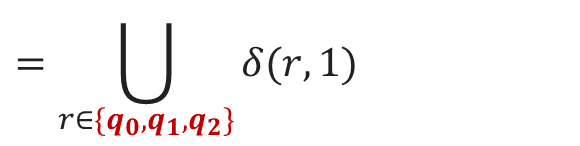 = ⋃ δ(r, 1)
r∈{q₀,q₁,q₂}